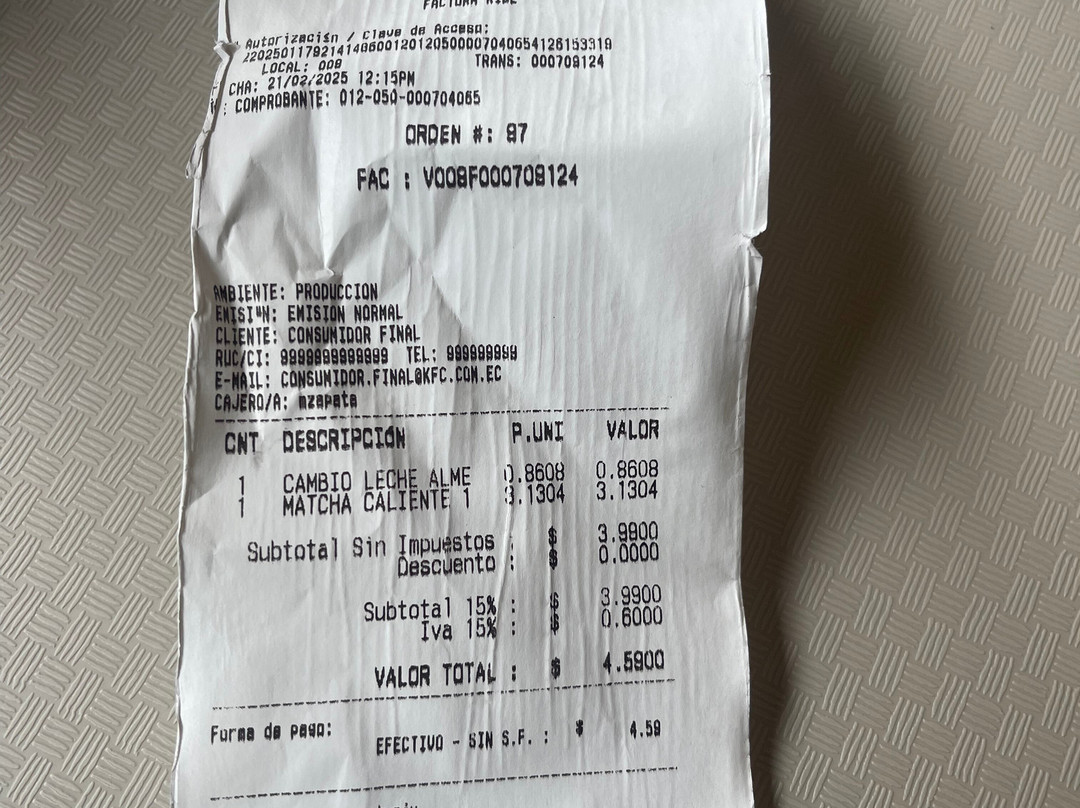 Autorización / Clave de Acceso:
LOCAL: 008 TRANS: 000709124
CHA: 21/02/2025 12:15PM
: COMPROBANTE: 012-050-000704065
ORDEN #: 97
FAC : V008F000709124
AMBIENTE: PRODUCCION
EMISIÓN: EMISION NORMAL
CLIENTE: CONSUMIDOR FINAL
RUC/CI: 9999999999999 TEL: 999999999
E-MAIL: CONSUMIDOR.FINAL@KFC.COM.EC
CAJERO/A: mzapata
CNT DESCRIPCIÓN P.UNI VALOR
1 CAMBIO LECHE ALME 0.8608 0.8608
1 MATCHA CALIENTE 1 3.1304 3.1304
Subtotal Sin Impuestos : $ 3.9900
Descuento : $ 0.0000
Subtotal 15% : $ 3.9900
Iva 15% : $ 0.6000
VALOR TOTAL : $ 4.5900
Forma de pago:
EFECTIVO - SIN S.F. : $ 4.59